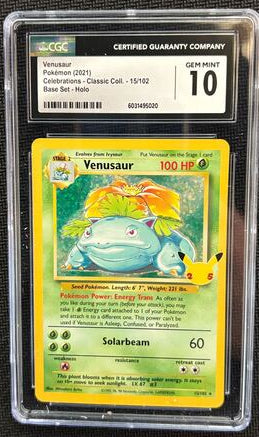 CGC
CERTIFIED GUARANTY COMPANY
Venusaur
Pokémon (2021)
Celebrations - Classic Coll. - 15/102
Base Set - Holo
GEM MINT
10
6031495020
Evolves from Ivysaur
Put Venusaur on the Stage 1 card
STAGE 2
Venusaur
100 HP
Seed Pokémon. Length: 6' 7", Weight: 221 lbs.
Pokémon Power: Energy Trans As often as
you like during your turn (before your attack), you may
take 1 Energy card attached to 1 of your Pokémon
and attach it to a different one. This power can't be
used if Venusaur is Asleep, Confused, or Paralyzed.
Solarbeam 60
weakness
resistance
retreat cost
This plant blooms when it is absorbing solar energy. It stays
on the move to seek sunlight. LV. 67 #3
15/102